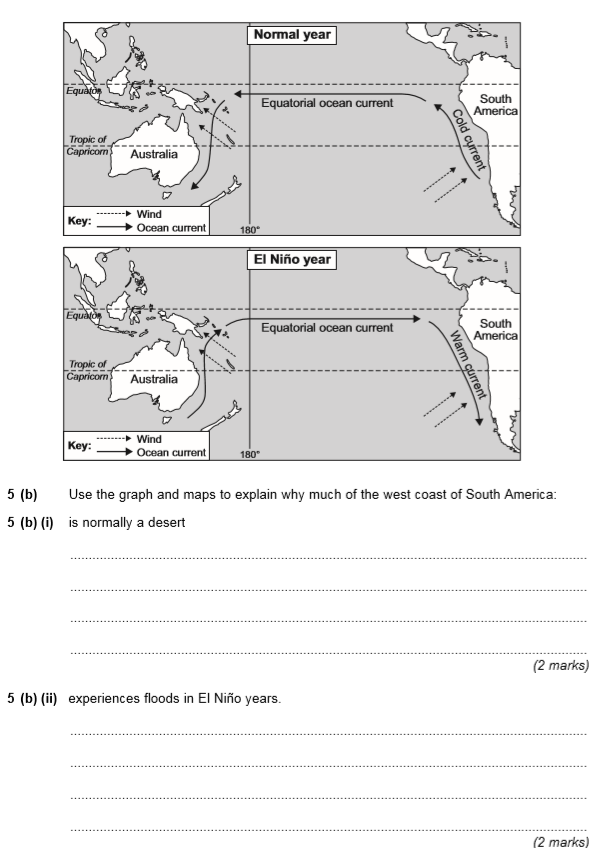 Normal year
Equator
Equatorial ocean current
South
America
Cold current
Tropic of
Capricorn
Australia
Key:
Wind
Ocean current
180°
El Niño year
Equator
Equatorial ocean current
South
America
Warm current
Tropic of
Capricorn
Australia
Key:
Wind
Ocean current
180°
5 (b) Use the graph and maps to explain why much of the west coast of South America:
5 (b) (i) is normally a desert
(2 marks)
5 (b) (ii) experiences floods in El Niño years.
(2 marks)